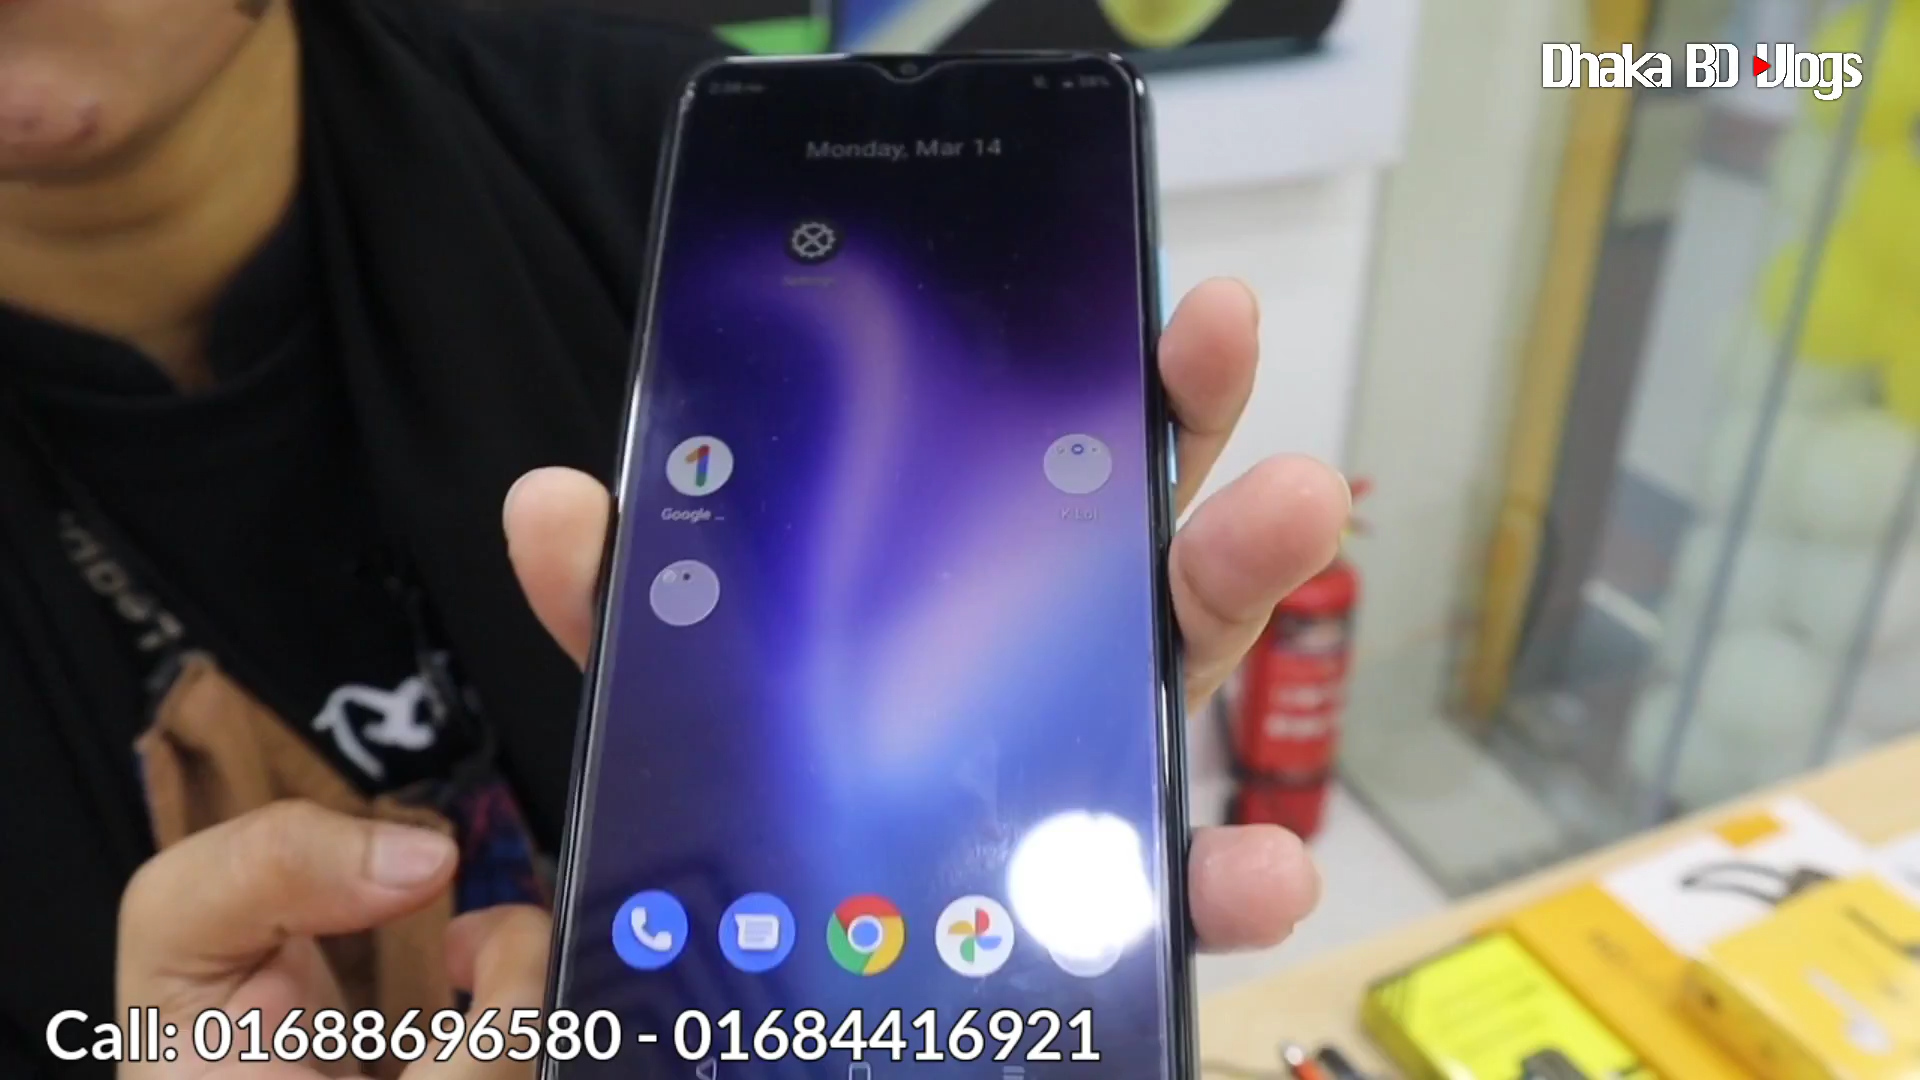 Dhaka BD Vlogs
Monday, Mar 14
Google ...
Call: 01688696580 - 01684416921